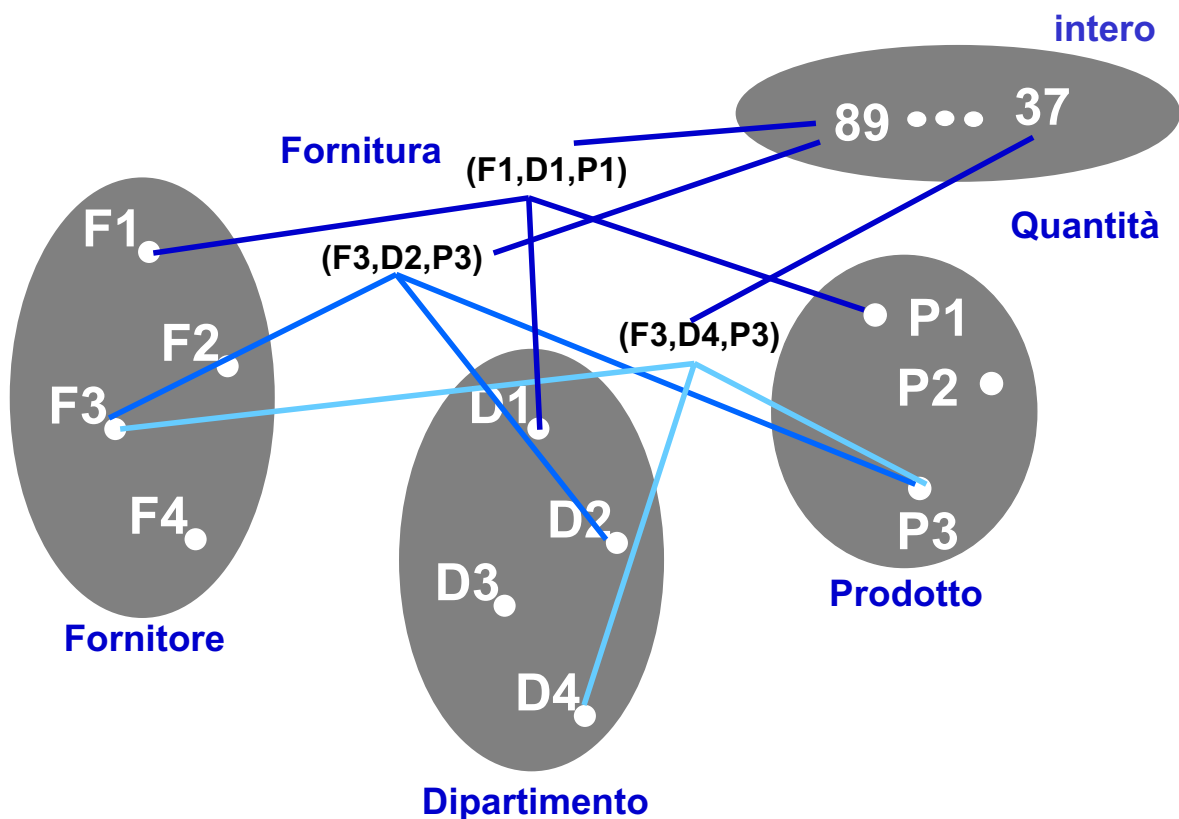 intero
89 ••• 37
Fornitura
(F1,D1,P1)
Quantità
F1
(F3,D2,P3)
(F3,D4,P3)
P1
F2
P2
F3
D1
F4
D2
P3
D3
Prodotto
Fornitore
D4
Dipartimento